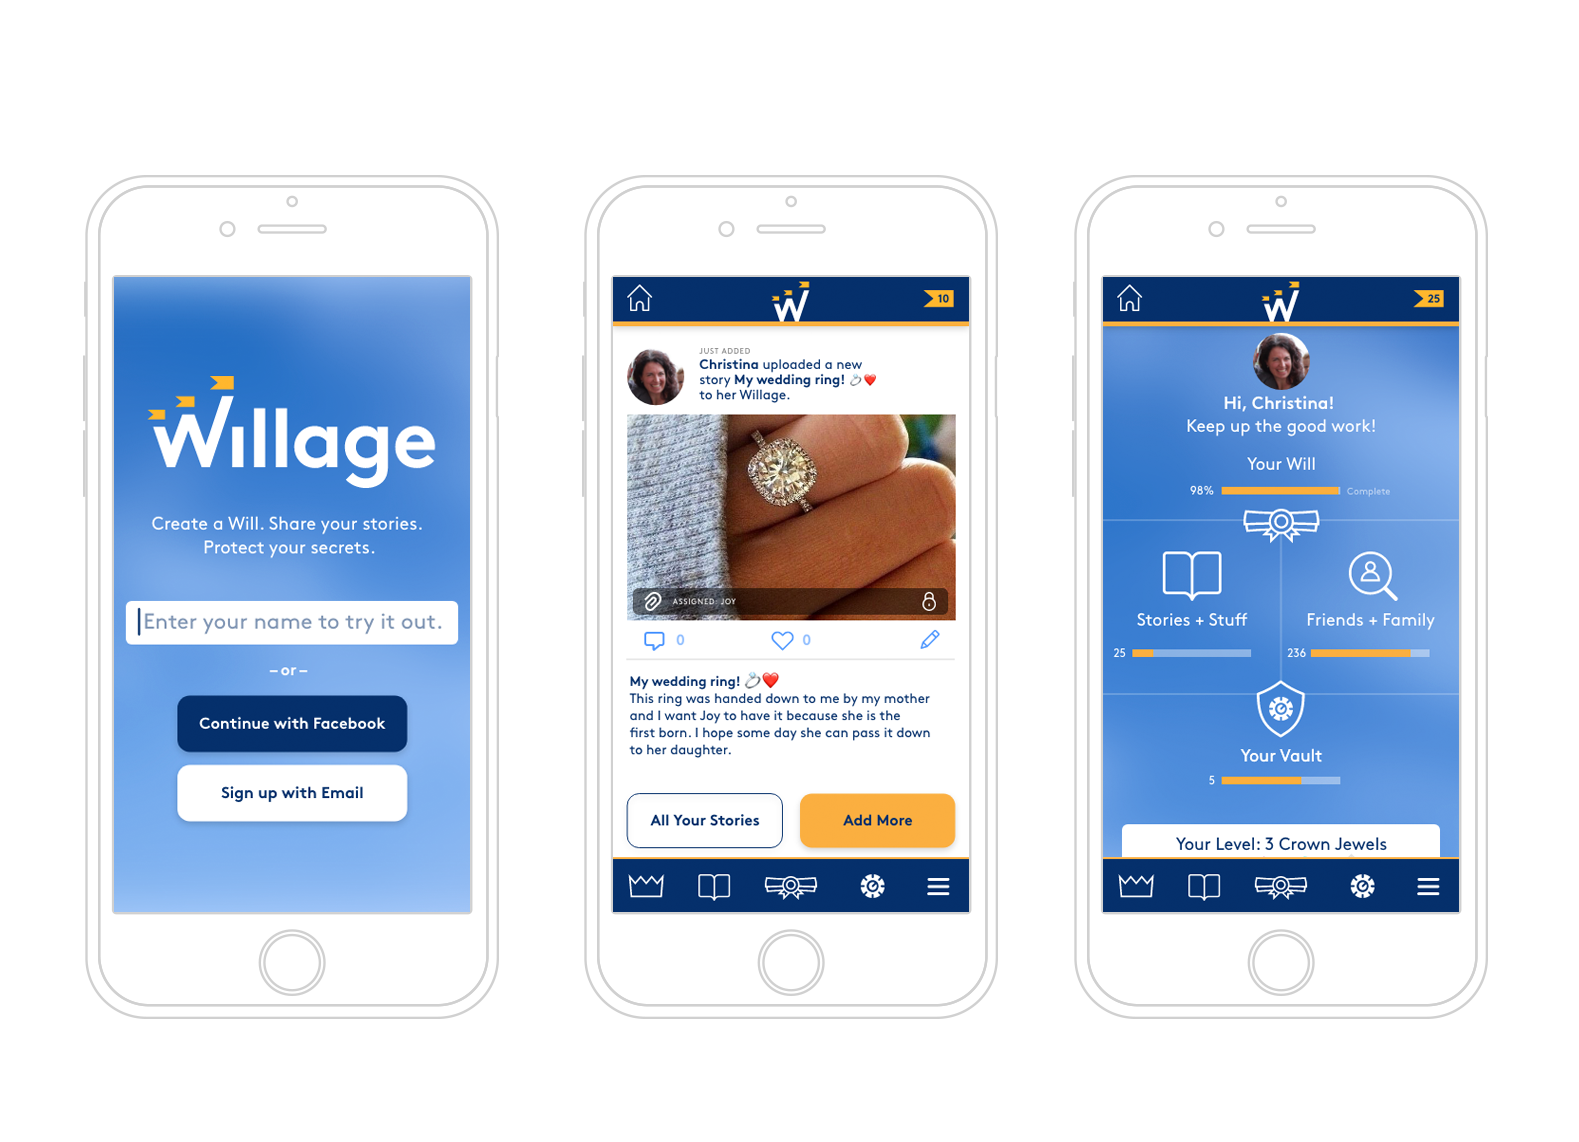 Willage
Create a Will. Share your stories.
Protect your secrets.
Enter your name to try it out.
– or –
Continue with Facebook
Sign up with Email
W
10
JUST ADDED
Christina uploaded a new
story My wedding ring! 💍❤️
to her Willage.
ASSIGNED: JOY
0
0
My wedding ring! 💍❤️
This ring was handed down to me by my mother
and I want Joy to have it because she is the
first born. I hope some day she can pass it down
to her daughter.
All Your Stories
Add More
W
25
Hi, Christina!
Keep up the good work!
Your Will
98% Complete
Stories + Stuff
25
Friends + Family
236
Your Vault
5
Your Level: 3 Crown Jewels